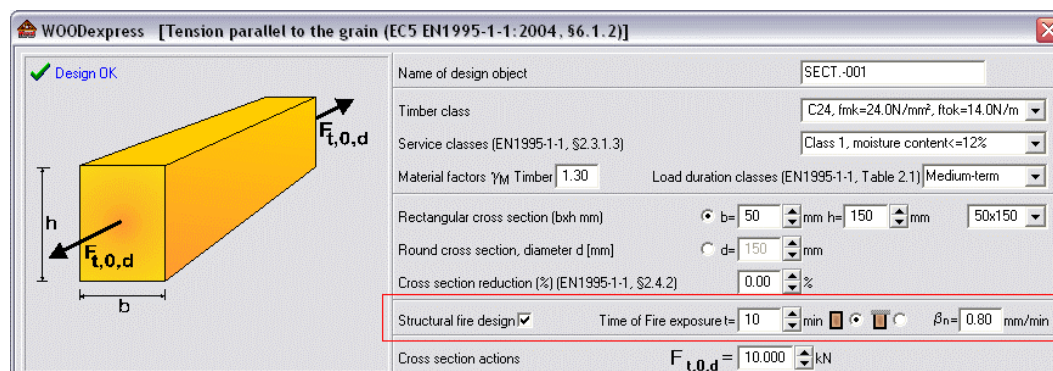 WOODexpress [Tension parallel to the grain (EC5 EN1995-1-1:2004, §6.1.2)]
Design OK
F t,0,d
h
F t,0,d
b
Name of design object SECT.-001
Timber class C24, fmk=24.0N/mm², ftok=14.0N/m
Service classes (EN1995-1-1, §2.3.1.3) Class 1, moisture content<=12%
Material factors γM Timber 1.30 Load duration classes (EN1995-1-1, Table 2.1) Medium-term
Rectangular cross section (bxh mm) b= 50 mm h= 150 mm 50x150
Round cross section, diameter d [mm] d= 150 mm
Cross section reduction (%) (EN1995-1-1, §2.4.2) 0.00 %
Structural fire design Time of Fire exposure t= 10 min βn= 0.80 mm/min
Cross section actions F t,0,d = 10.000 kN